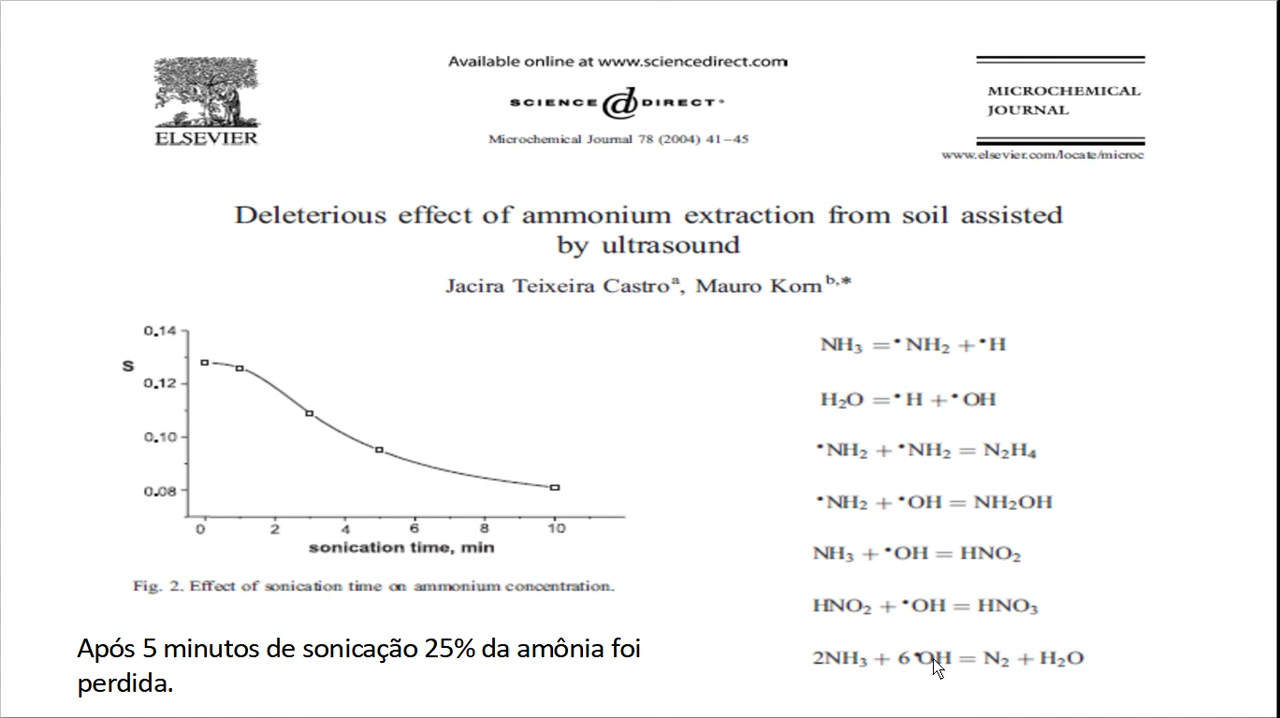 Available online at www.sciencedirect.com
SCIENCE @ DIRECT®
ELSEVIER
Microchemical Journal 78 (2004) 41–45
MICROCHEMICAL
JOURNAL
www.elsevier.com/locate/microc
Deleterious effect of ammonium extraction from soil assisted
by ultrasound
Jacira Teixeira Castroᵃ, Mauro Kornᵇ,*
S
0.14
0.12
0.10
0.08
0 2 4 6 8 10
sonication time, min
Fig. 2. Effect of sonication time on ammonium concentration.
Após 5 minutos de sonicação 25% da amônia foi
perdida.
NH₃ = •NH₂ + •H
H₂O = •H + •OH
•NH₂ + •NH₂ = N₂H₄
•NH₂ + •OH = NH₂OH
NH₃ + •OH = HNO₂
HNO₂ + •OH = HNO₃
2NH₃ + 6•OH = N₂ + H₂O